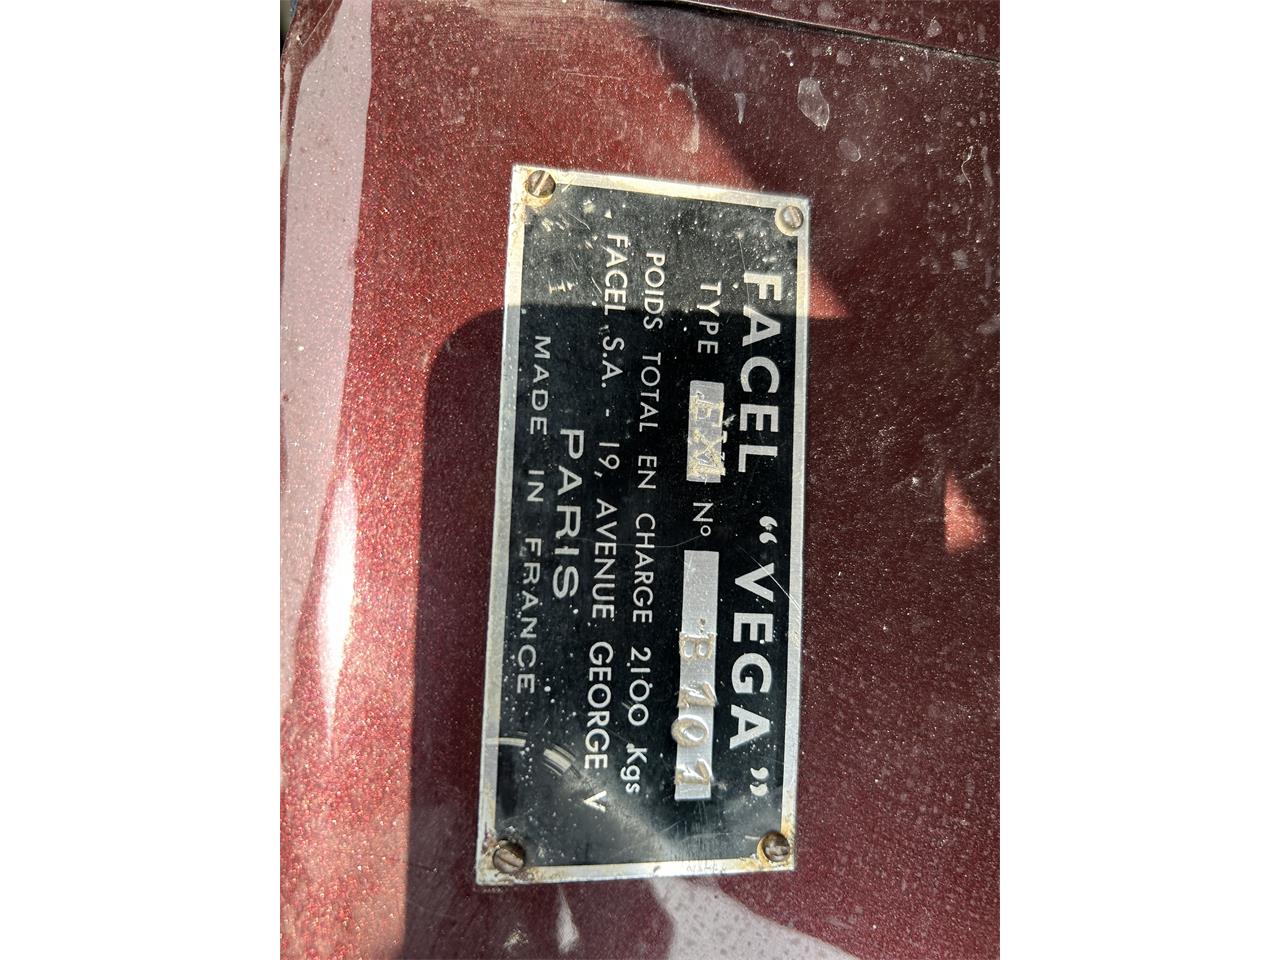 FACEL “VEGA”
TYPE Nº B101
POIDS TOTAL EN CHARGE 2100 Kgs
FACEL S.A. - 19, AVENUE GEORGE V
PARIS
MADE IN FRANCE